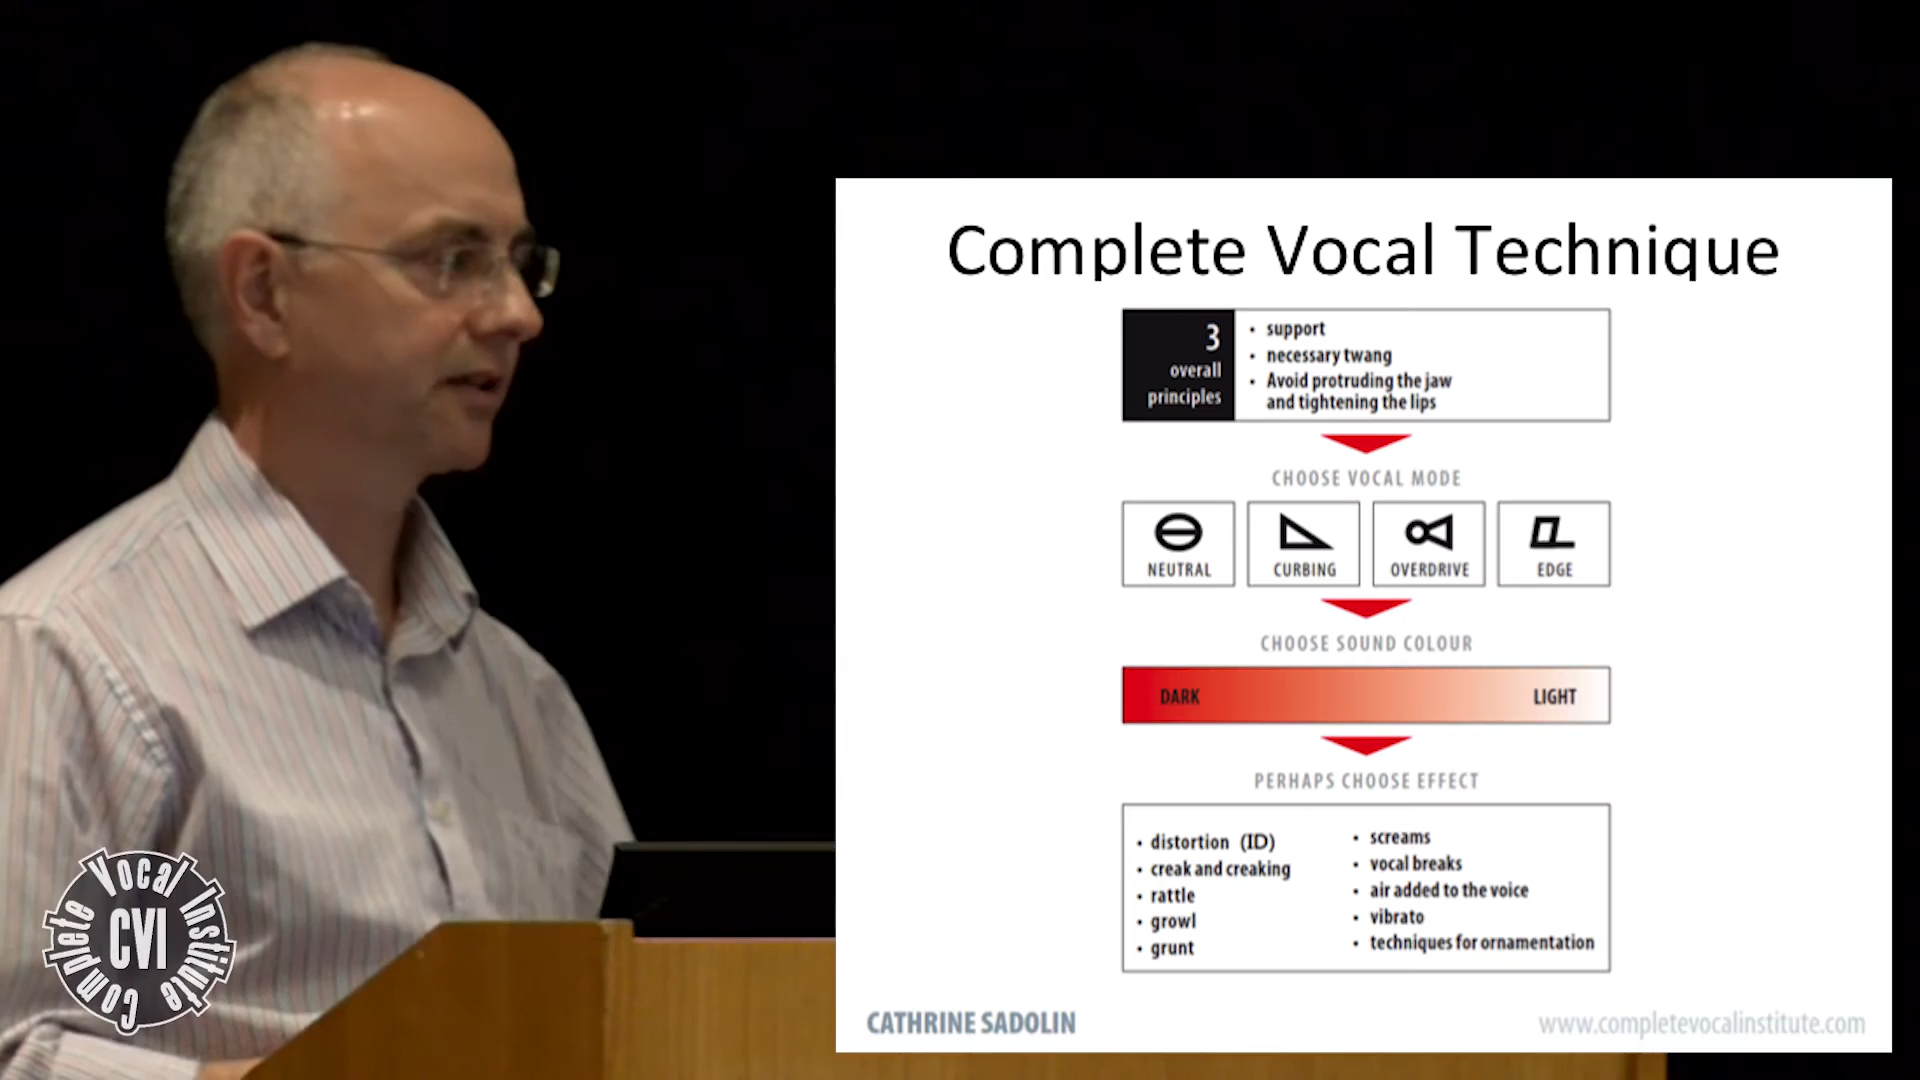 Complete Vocal Technique
3
overall
principles
• support
• necessary twang
• Avoid protruding the jaw
and tightening the lips
CHOOSE VOCAL MODE
NEUTRAL
CURBING
OVERDRIVE
EDGE
CHOOSE SOUND COLOUR
DARK
LIGHT
PERHAPS CHOOSE EFFECT
• distortion (ID)
• creak and creaking
• rattle
• growl
• grunt
• screams
• vocal breaks
• air added to the voice
• vibrato
• techniques for ornamentation
CATHRINE SADOLIN
www.completevocalinstitute.com
Complete Vocal Institute
CVI